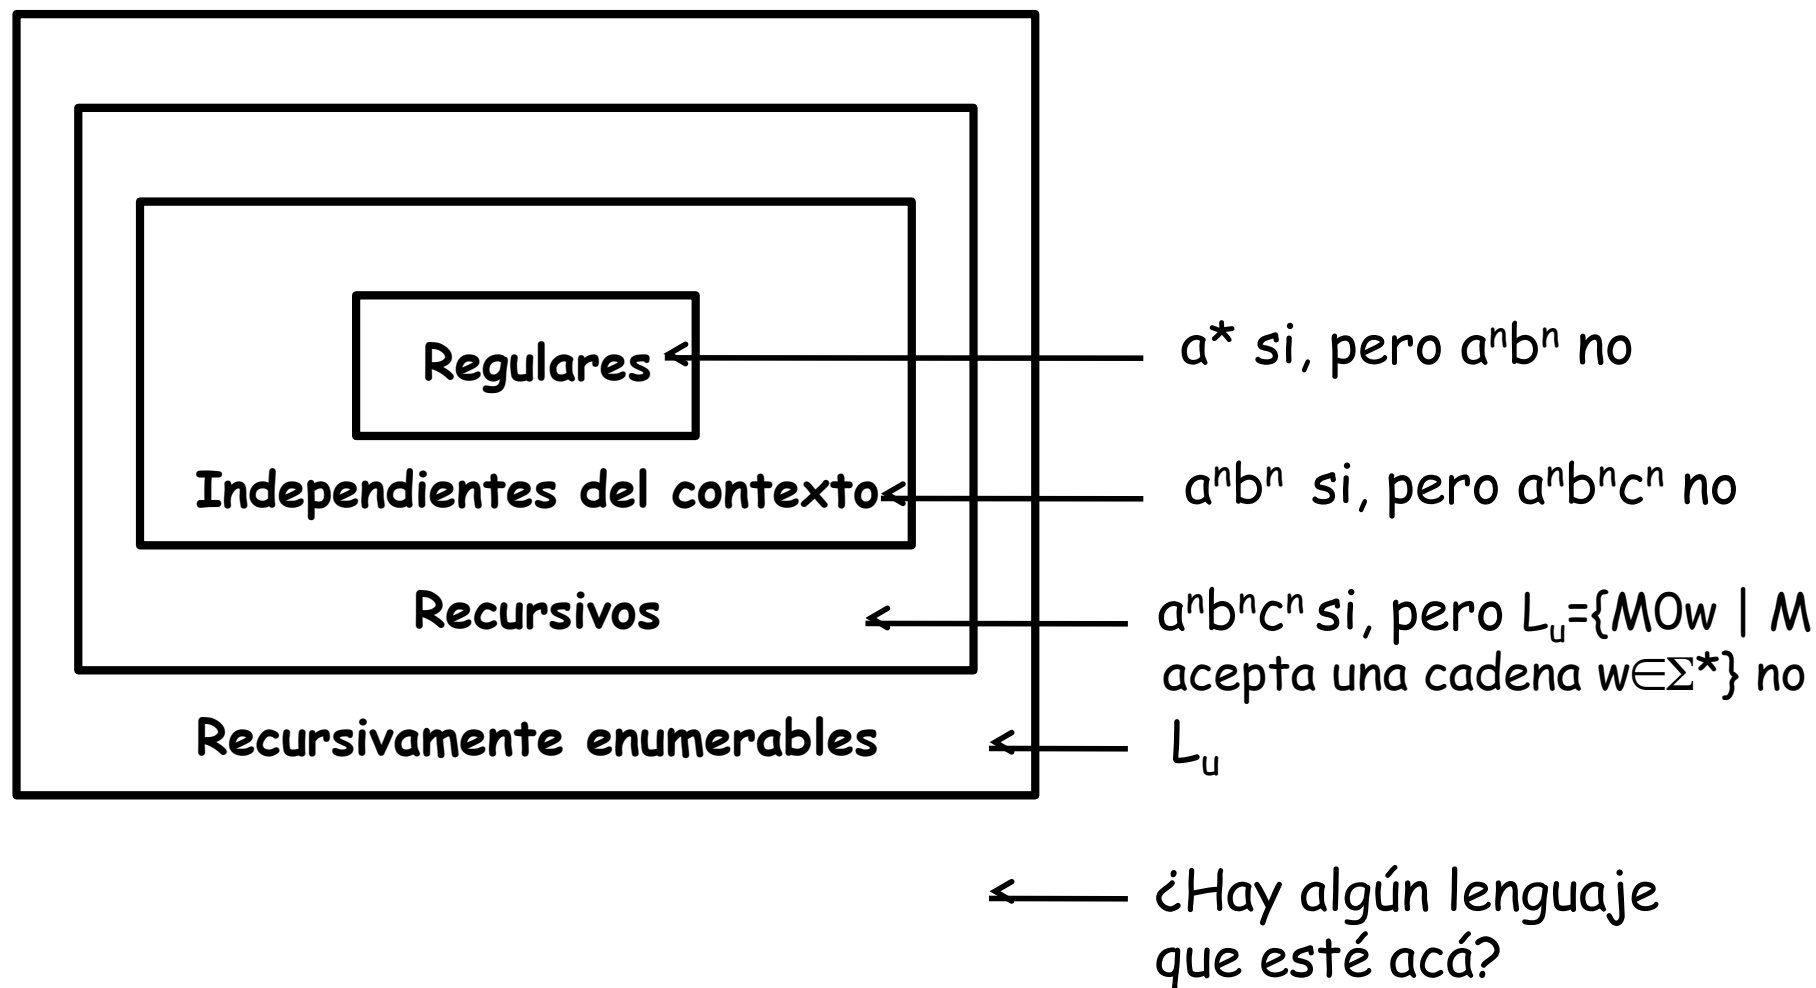 Regulares
a* si, pero aⁿbⁿ no
Independientes del contexto
aⁿbⁿ si, pero aⁿbⁿcⁿ no
Recursivos
aⁿbⁿcⁿ si, pero Lᵤ={M0w | M
acepta una cadena w∈Σ*} no
Recursivamente enumerables
Lᵤ
¿Hay algún lenguaje
que esté acá?